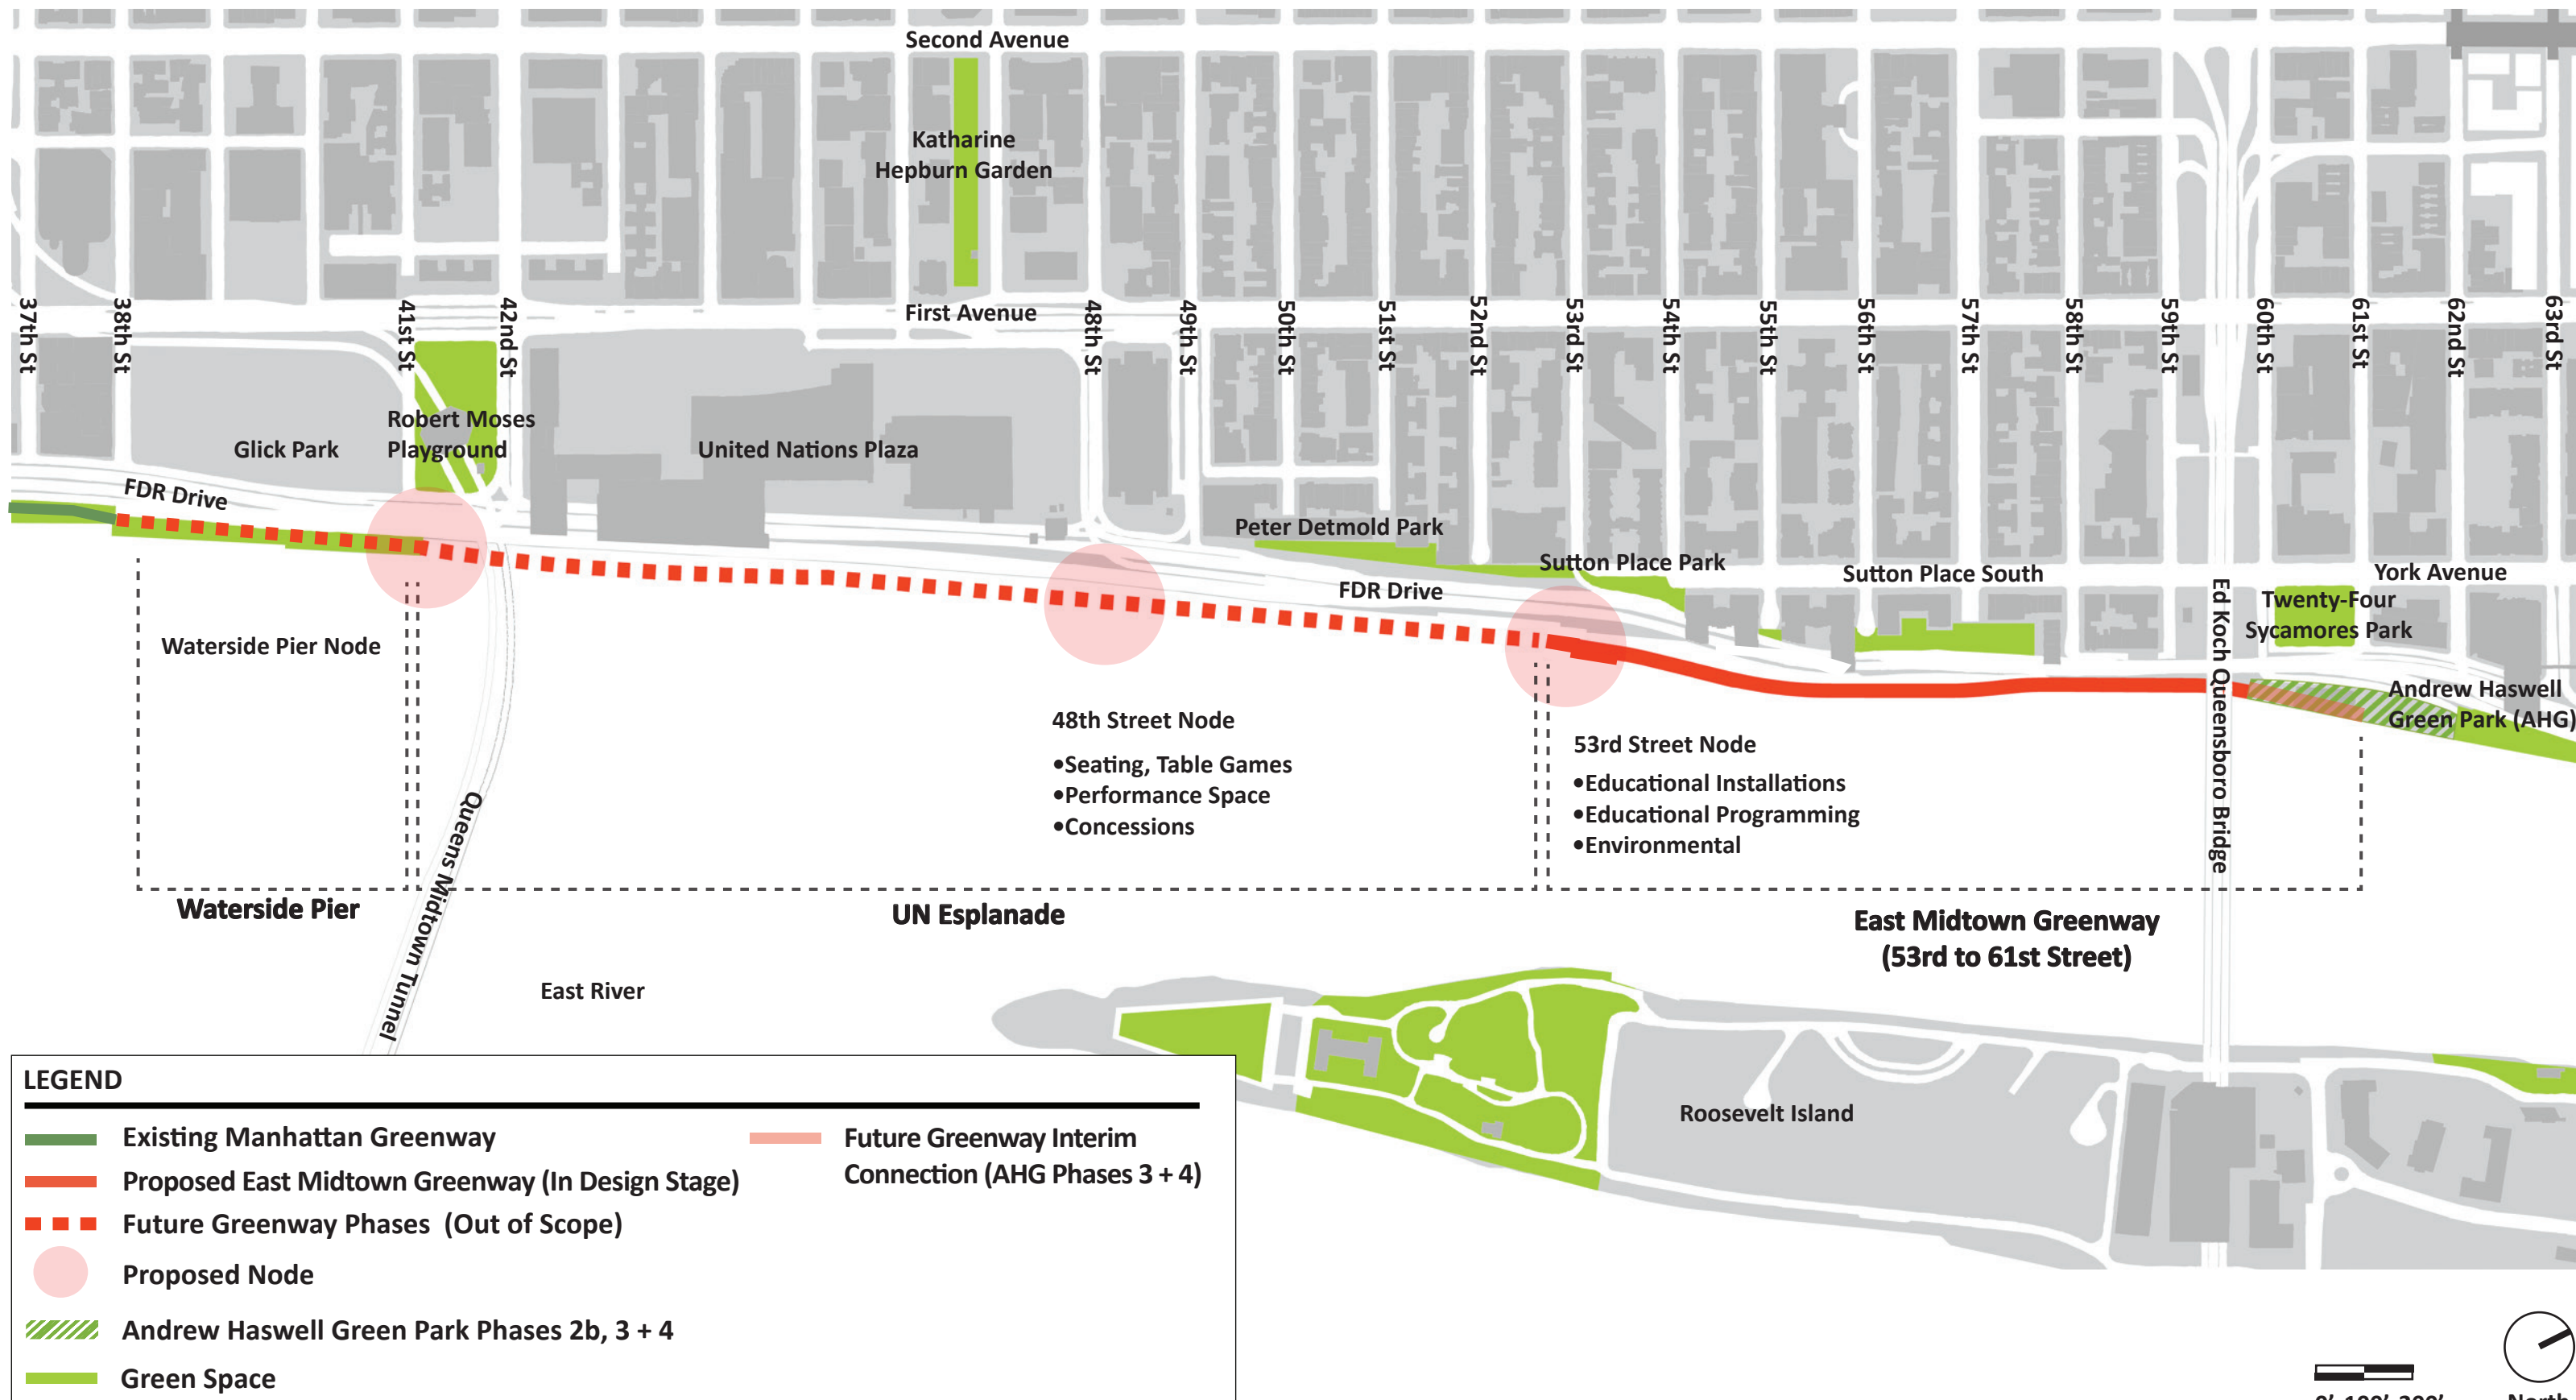 Second Avenue
Katharine
Hepburn Garden
First Avenue
37th St
38th St
41st St
42nd St
48th St
49th St
50th St
51st St
52nd St
53rd St
54th St
55th St
56th St
57th St
58th St
59th St
60th St
61st St
62nd St
63rd St
Robert Moses
Playground
Glick Park
United Nations Plaza
FDR Drive
Peter Detmold Park
Sutton Place Park
Sutton Place South
York Avenue
FDR Drive
Twenty-Four
Sycamores Park
Ed Koch Queensboro Bridge
Andrew Haswell
Green Park (AHG)
Waterside Pier Node
48th Street Node
•Seating, Table Games
•Performance Space
•Concessions
53rd Street Node
•Educational Installations
•Educational Programming
•Environmental
Queens Midtown Tunnel
Waterside Pier
UN Esplanade
East Midtown Greenway
(53rd to 61st Street)
East River
Roosevelt Island
LEGEND
Existing Manhattan Greenway
Proposed East Midtown Greenway (In Design Stage)
Future Greenway Phases (Out of Scope)
Proposed Node
Andrew Haswell Green Park Phases 2b, 3 + 4
Green Space
Future Greenway Interim
Connection (AHG Phases 3 + 4)
0' 100' 200'
North